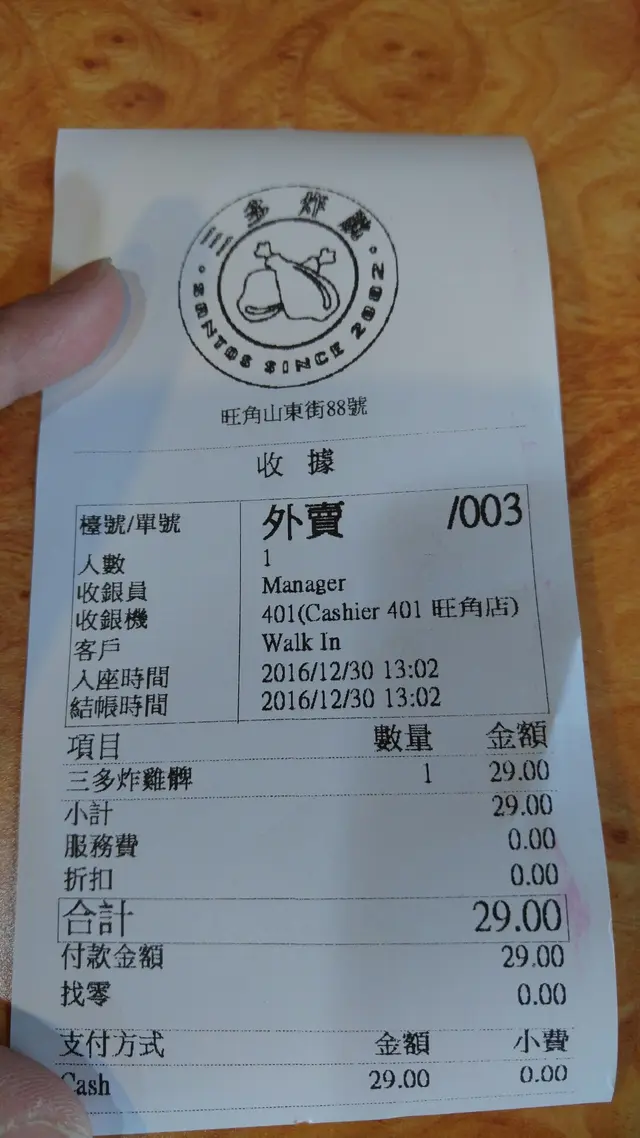 三多炸髀
SANTOS SINCE 2002
旺角山東街88號
收據
檯號/單號 外賣 /003
人數 1
收銀員 Manager
收銀機 401(Cashier 401 旺角店)
客戶 Walk In
入座時間 2016/12/30 13:02
結帳時間 2016/12/30 13:02
項目 數量 金額
三多炸雞髀 1 29.00
小計 29.00
服務費 0.00
折扣 0.00
合計 29.00
付款金額 29.00
找零 0.00
支付方式 金額 小費
Cash 29.00 0.00